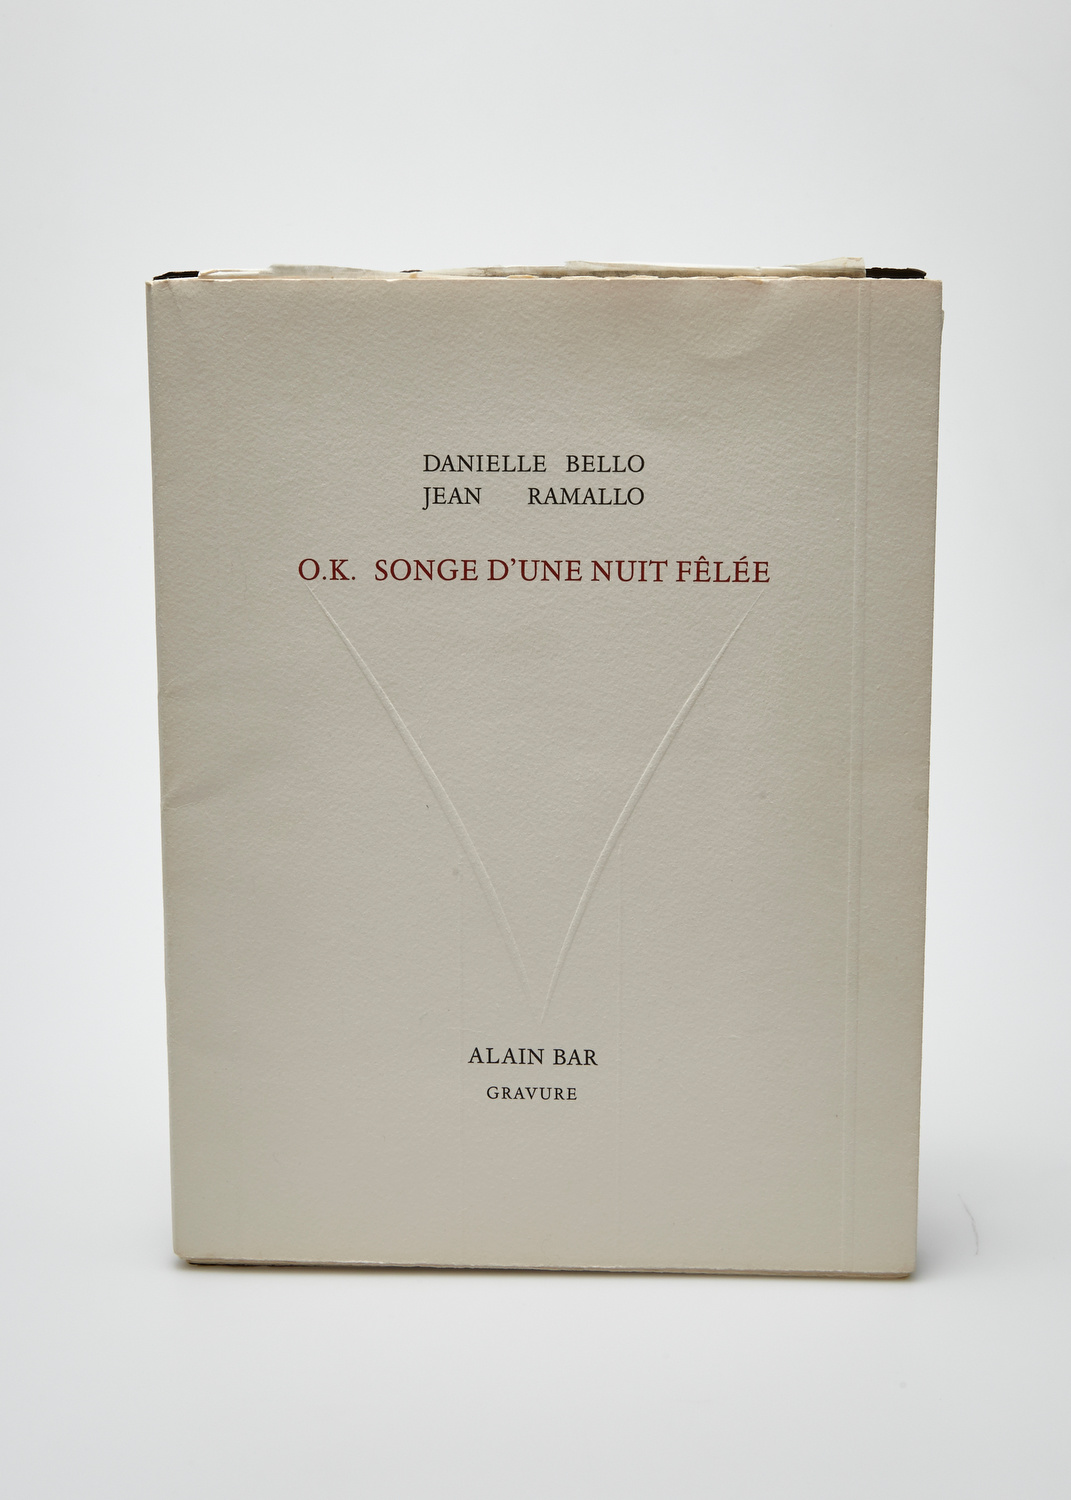 DANIELLE BELLO
JEAN RAMALLO
O.K. SONGE D’UNE NUIT FÊLÉE
ALAIN BAR
GRAVURE